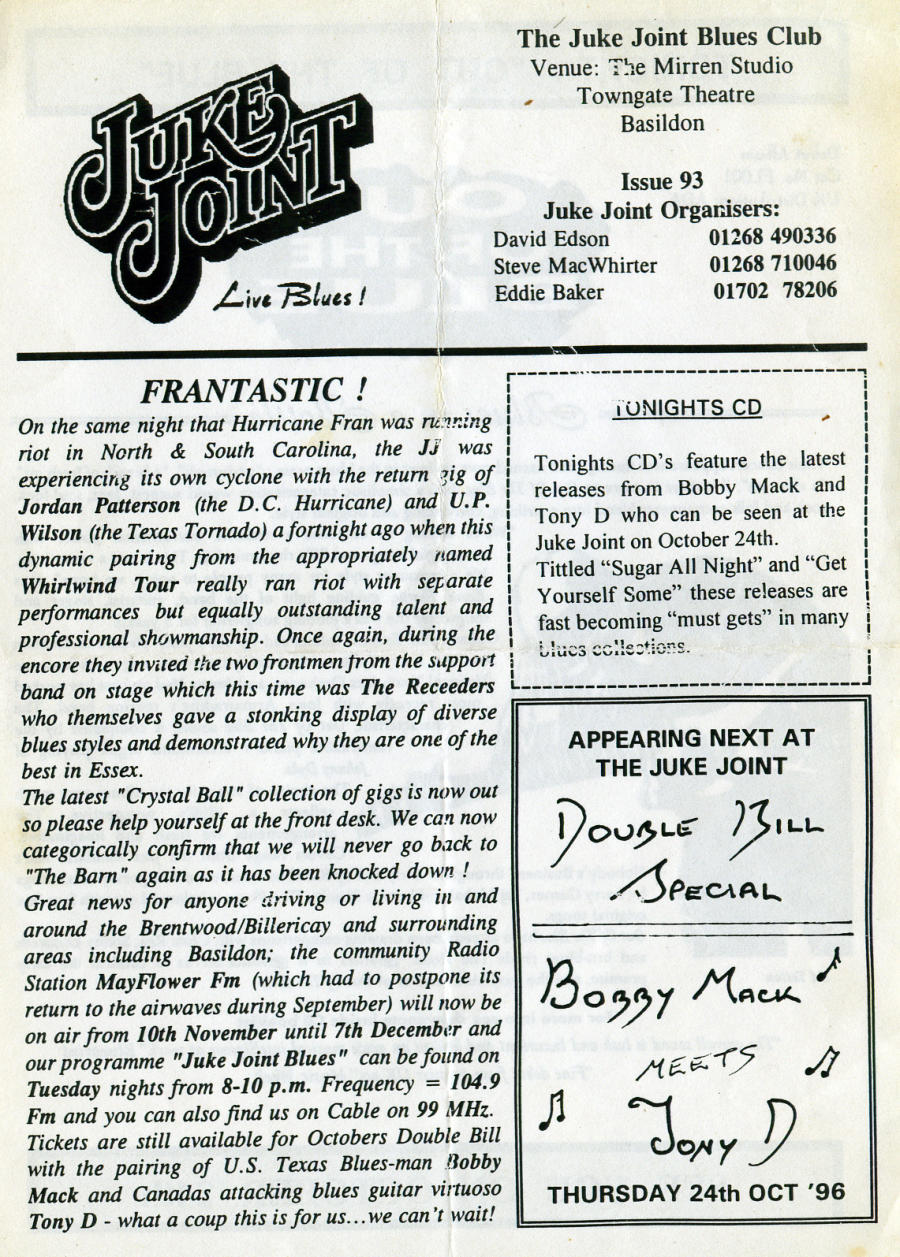 JUKE
JOINT
Live Blues !
The Juke Joint Blues Club
Venue: The Mirren Studio
Towngate Theatre
Basildon
Issue 93
Juke Joint Organisers:
David Edson 01268 490336
Steve MacWhirter 01268 710046
Eddie Baker 01702 78206
FRANTASTIC !
On the same night that Hurricane Fran was running
riot in North & South Carolina, the JJ was
experiencing its own cyclone with the return gig of
Jordan Patterson (the D.C. Hurricane) and U.P.
Wilson (the Texas Tornado) a fortnight ago when this
dynamic pairing from the appropriately named
Whirlwind Tour really ran riot with separate
performances but equally outstanding talent and
professional showmanship. Once again, during the
encore they invited the two frontmen from the support
band on stage which this time was The Receeders
who themselves gave a stonking display of diverse
blues styles and demonstrated why they are one of the
best in Essex.
The latest "Crystal Ball" collection of gigs is now out
so please help yourself at the front desk. We can now
categorically confirm that we will never go back to
"The Barn" again as it has been knocked down !
Great news for anyone driving or living in and
around the Brentwood/Billericay and surrounding
areas including Basildon; the community Radio
Station MayFlower Fm (which had to postpone its
return to the airwaves during September) will now be
on air from 10th November until 7th December and
our programme "Juke Joint Blues" can be found on
Tuesday nights from 8-10 p.m. Frequency = 104.9
Fm and you can also find us on Cable on 99 MHz.
Tickets are still available for Octobers Double Bill
with the pairing of U.S. Texas Blues-man Bobby
Mack and Canadas attacking blues guitar virtuoso
Tony D - what a coup this is for us...we can't wait!
TONIGHTS CD
Tonights CD's feature the latest
releases from Bobby Mack and
Tony D who can be seen at the
Juke Joint on October 24th.
Tittled “Sugar All Night” and “Get
Yourself Some” these releases are
fast becoming “must gets” in many
blues collections.
APPEARING NEXT AT
THE JUKE JOINT
DOUBLE BILL
SPECIAL
BOBBY MACK
MEETS
TONY D
THURSDAY 24th OCT '96